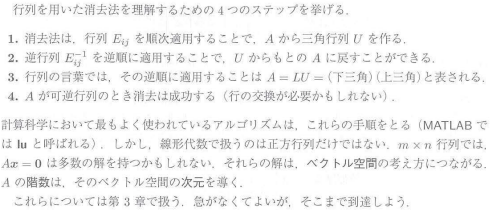 行列を用いた消去法を理解するための4つのステップを挙げる．
1. 消去法は，行列 E_{ij} を順次適用することで，A から三角行列 U を作る．
2. 逆行列 E_{ij}^{-1} を逆順に適用することで，U からもとの A に戻すことができる．
3. 行列の言葉では，その逆順に適用することは A = LU =（下三角）（上三角）と表される．
4. A が可逆行列のとき消去は成功する（行の交換が必要かもしれない）．
計算科学において最もよく使われているアルゴリズムは，これらの手順をとる（MATLAB で
は lu と呼ばれる）．しかし，線形代数で扱うのは正方行列だけではない．m × n 行列では，
Ax = 0 は多数の解を持つかもしれない．それらの解は，ベクトル空間の考え方につながる．
A の階数は，そのベクトル空間の次元を導く．
これらについては第 3 章で扱う．急がなくてよいが，そこまで到達しよう．